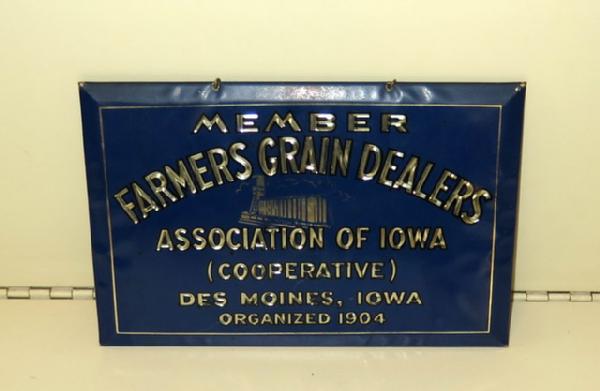 MEMBER
FARMERS GRAIN DEALERS
ASSOCIATION OF IOWA
(COOPERATIVE)
DES MOINES, IOWA
ORGANIZED 1904